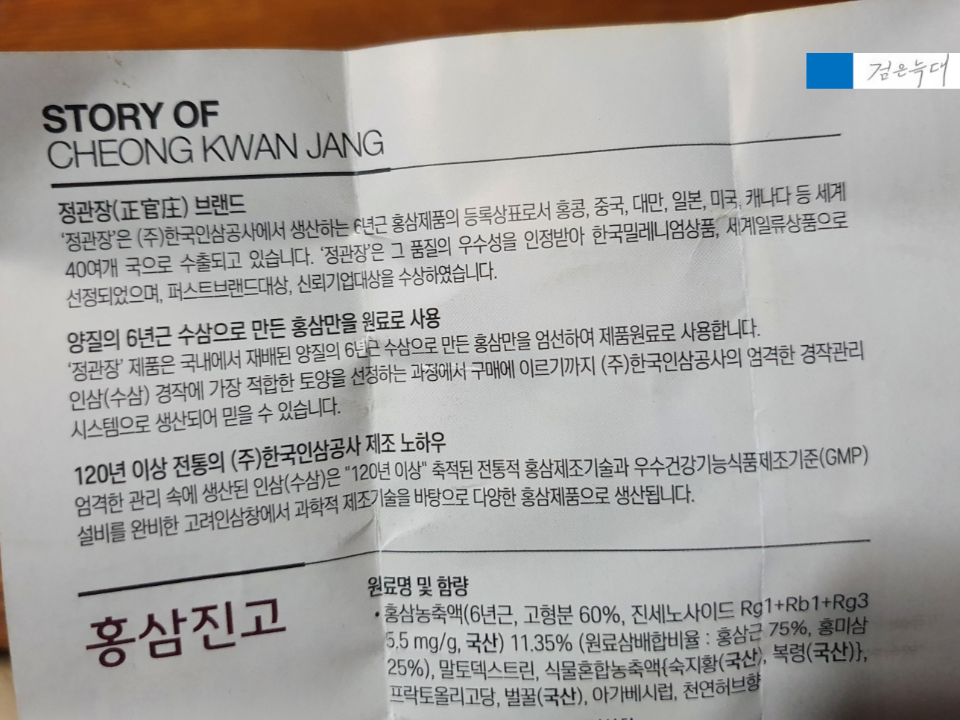 검은늑대
STORY OF
CHEONG KWAN JANG
정관장(正官庄) 브랜드
‘정관장’은 (주)한국인삼공사에서 생산하는 6년근 홍삼제품의 등록상표로서 홍콩, 중국, 대만, 일본, 미국, 캐나다 등 세계
40여개 국으로 수출되고 있습니다. ‘정관장’은 그 품질의 우수성을 인정받아 한국밀레니엄상품, 세계일류상품으로
선정되었으며, 퍼스트브랜드대상, 신뢰기업대상을 수상하였습니다.
양질의 6년근 수삼으로 만든 홍삼만을 원료로 사용
‘정관장’ 제품은 국내에서 재배된 양질의 6년근 수삼으로 만든 홍삼만을 엄선하여 제품원료로 사용합니다.
인삼(수삼) 경작에 가장 적합한 토양을 선정하는 과정에서 구매에 이르기까지 (주)한국인삼공사의 엄격한 경작관리
시스템으로 생산되어 믿을 수 있습니다.
120년 이상 전통의 (주)한국인삼공사 제조 노하우
엄격한 관리 속에 생산된 인삼(수삼)은 "120년 이상" 축적된 전통적 홍삼제조기술과 우수건강기능식품제조기준(GMP)
설비를 완비한 고려인삼창에서 과학적 제조기술을 바탕으로 다양한 홍삼제품으로 생산됩니다.
홍삼진고
원료명 및 함량
• 홍삼농축액(6년근, 고형분 60%, 진세노사이드 Rg1+Rb1+Rg3
5.5 mg/g, 국산) 11.35% (원료삼배합비율 : 홍삼근 75%, 홍미삼
25%), 말토덱스트린, 식물혼합농축액{숙지황(국산), 복령(국산)},
프락토올리고당, 벌꿀(국산), 아가베시럽, 천연허브향